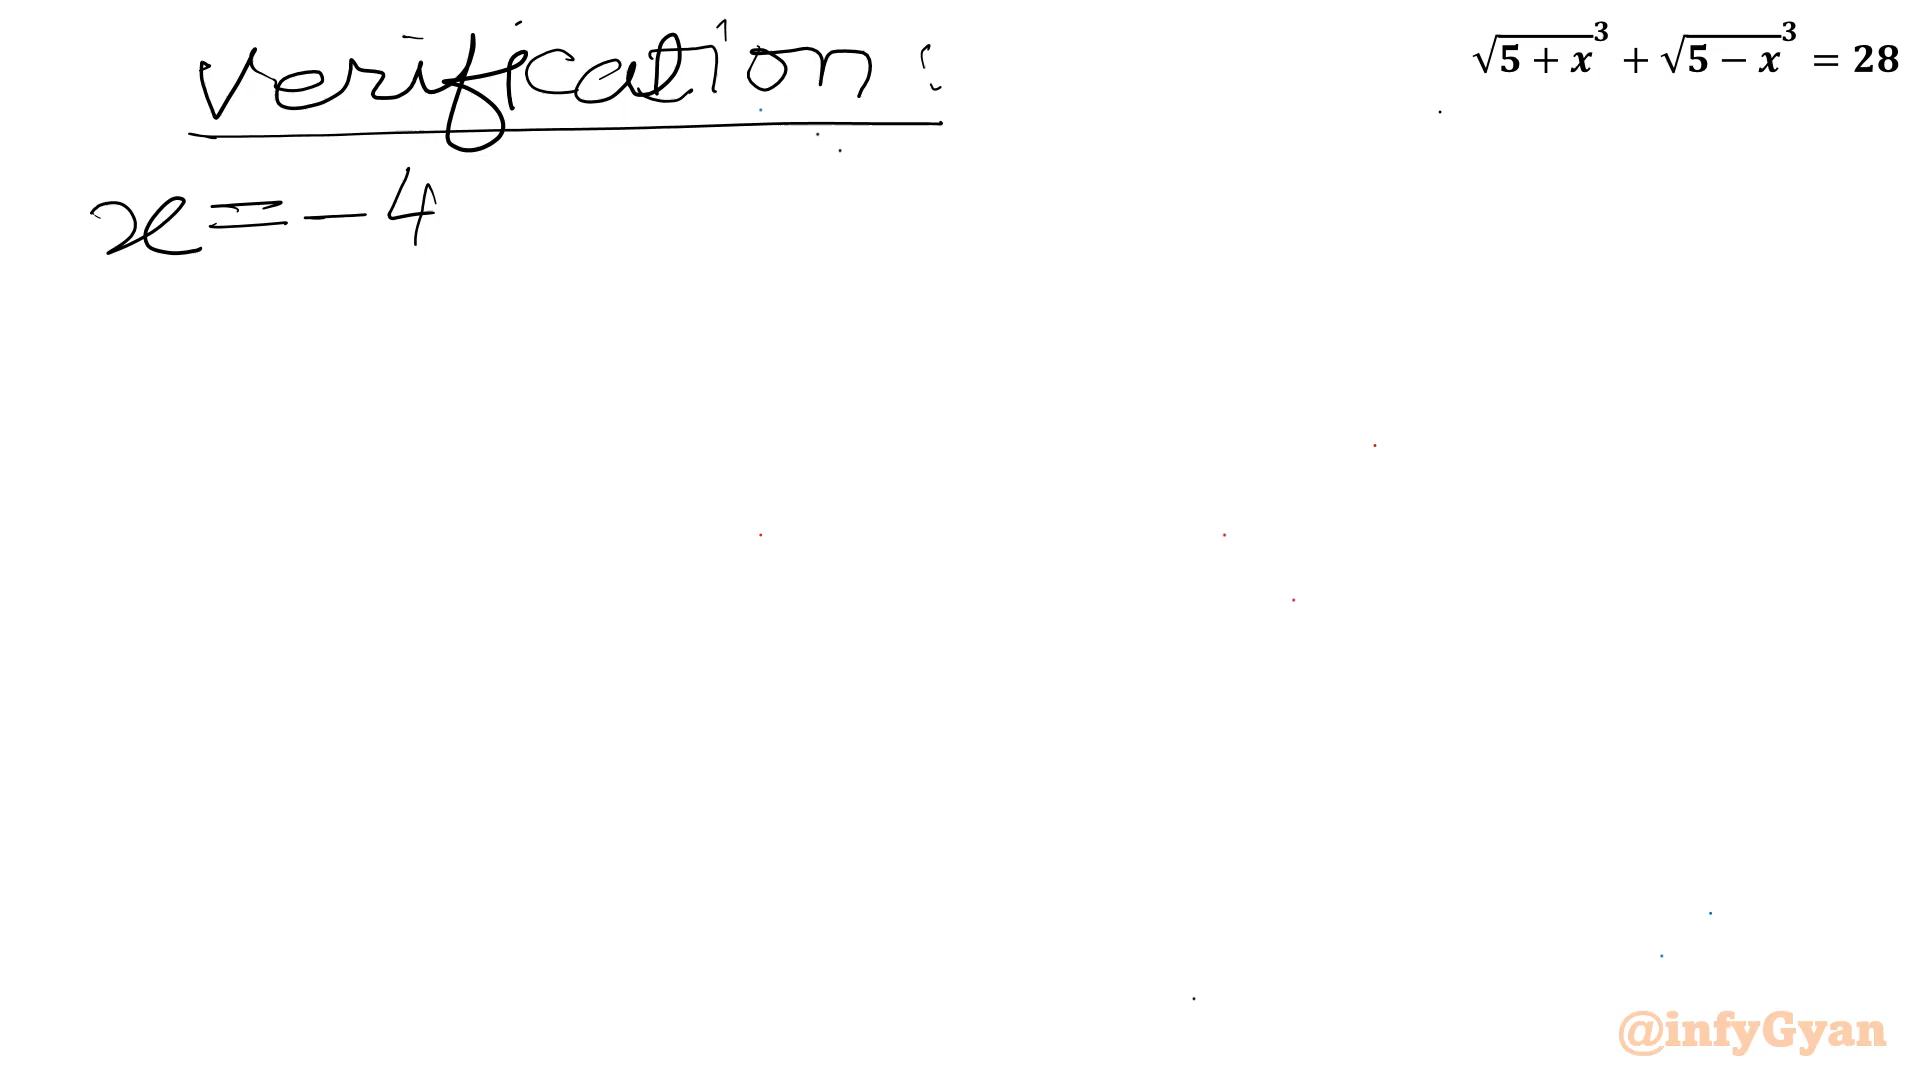 verification:
√5 + x³ + √5 − x³ = 28
x = - 4
@infyGyan